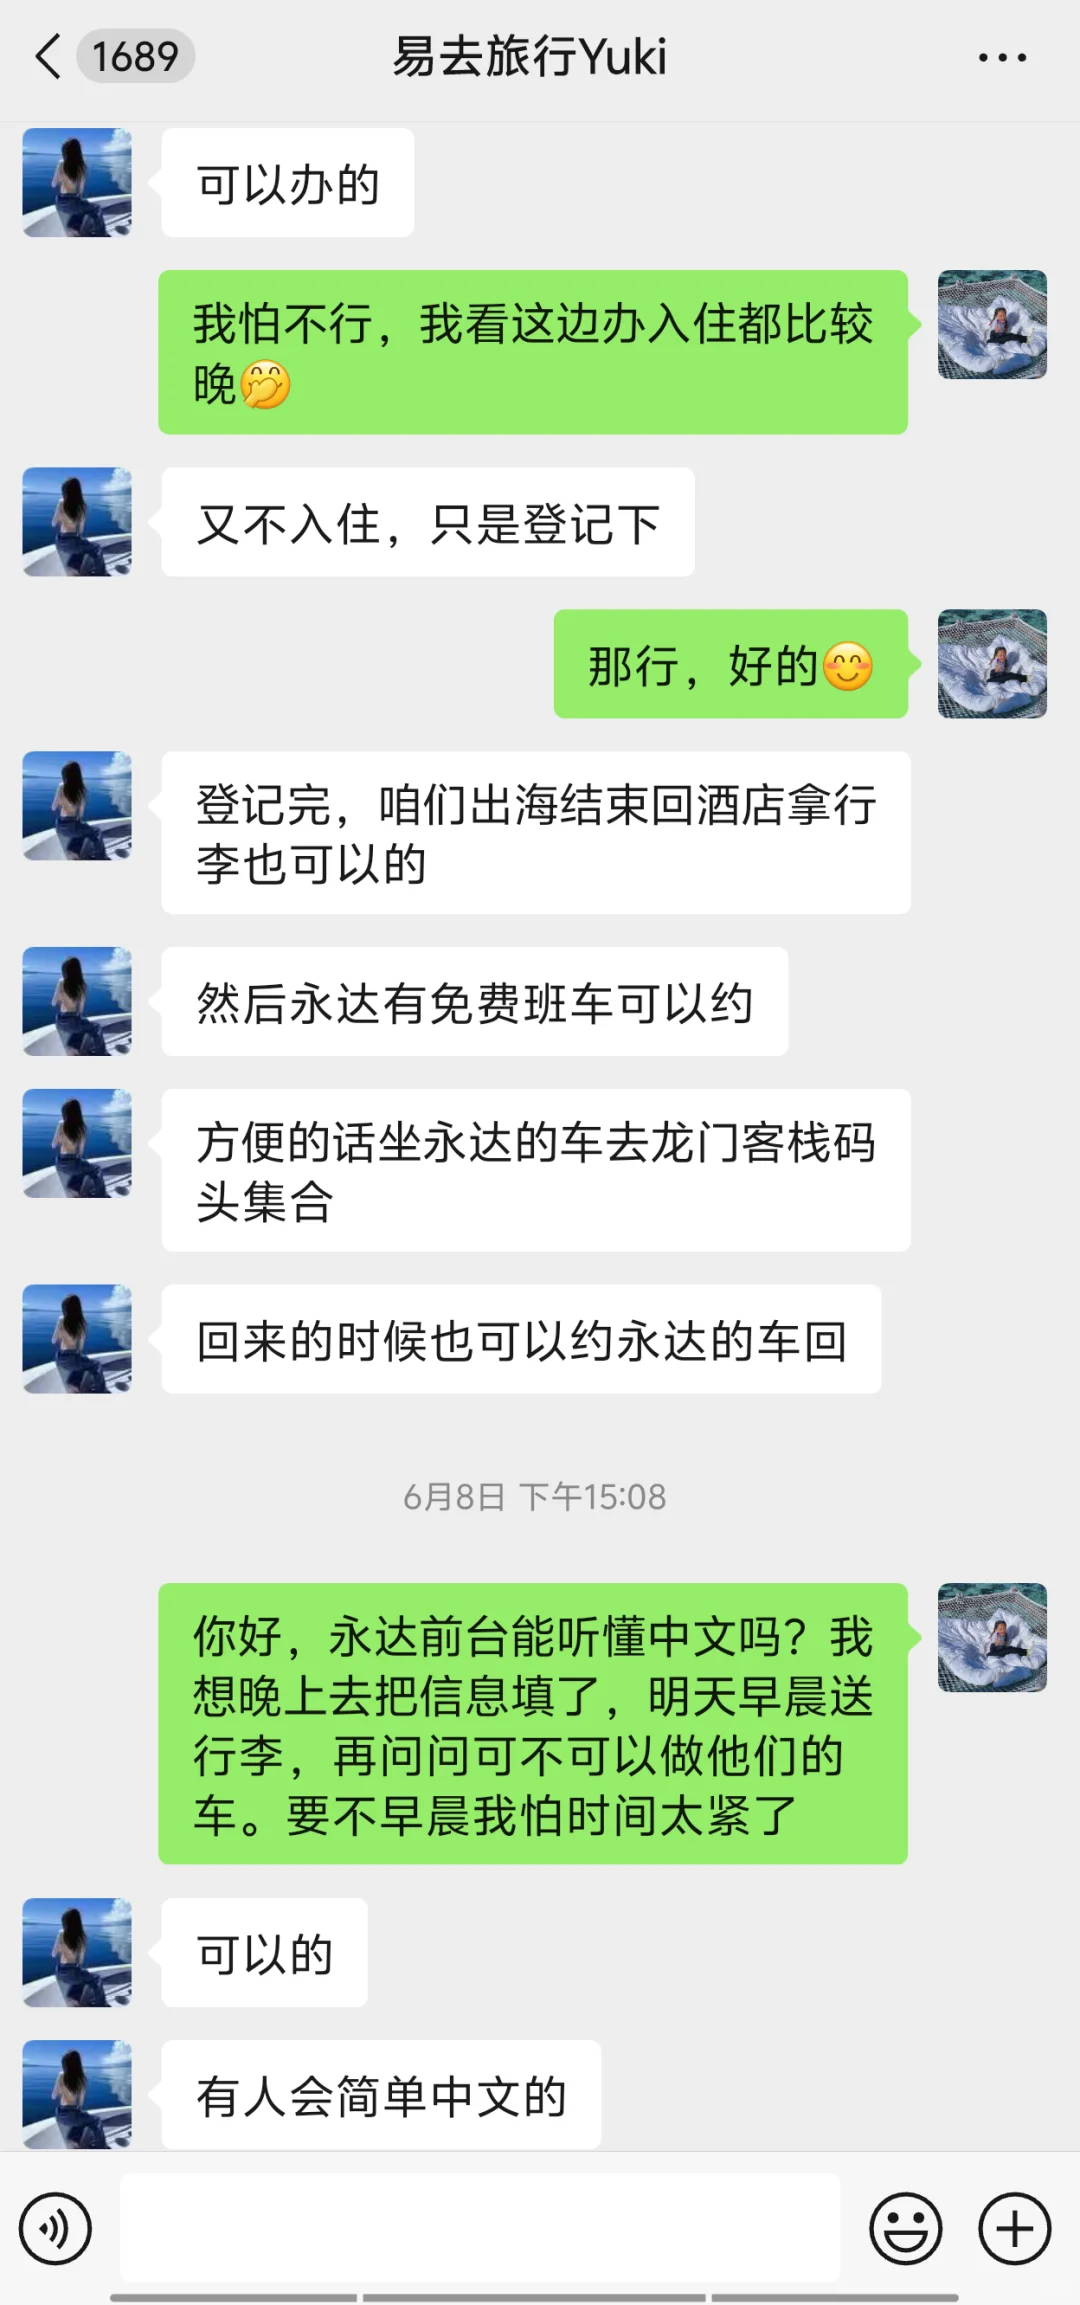 1689
易去旅行Yuki
可以办的
我怕不行，我看这边办入住都比较
晚🤭
又不入住，只是登记下
那行，好的😊
登记完，咱们出海结束回酒店拿行
李也可以的
然后永达有免费班车可以约
方便的话坐永达的车去龙门客栈码
头集合
回来的时候也可以约永达的车回
6月8日 下午15:08
你好，永达前台能听懂中文吗？我
想晚上去把信息填了，明天早晨送
行李，再问问可不可以做他们的
车。要不早晨我怕时间太紧了
可以的
有人会简单中文的